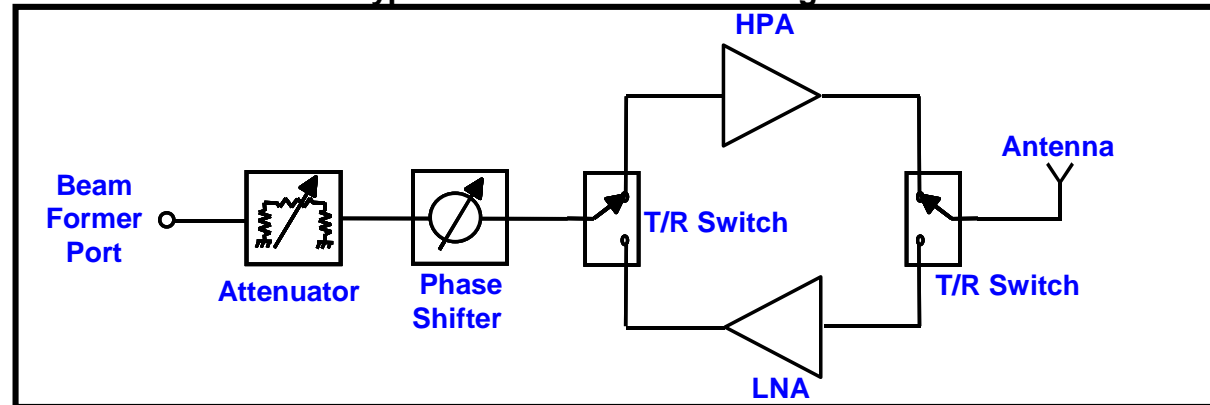 HPA
Antenna
Beam
Former
Port
T/R Switch
Attenuator
Phase
Shifter
T/R Switch
LNA